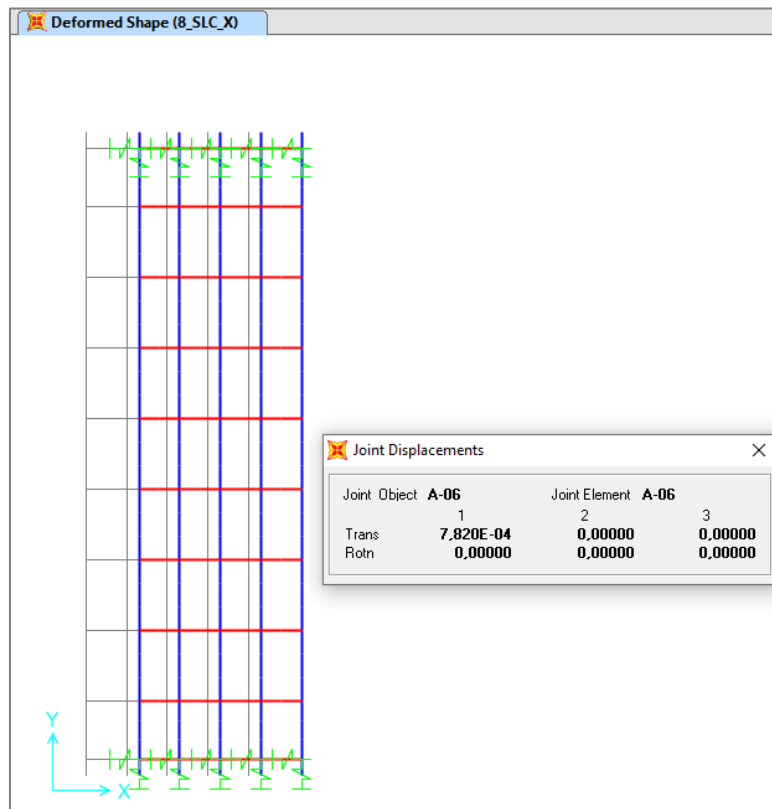 Deformed Shape (8_SLC_X)
Joint Displacements
Joint Object A-06 Joint Element A-06
1 2 3
Trans 7,820E-04 0,00000 0,00000
Rotn 0,00000 0,00000 0,00000
Y
X